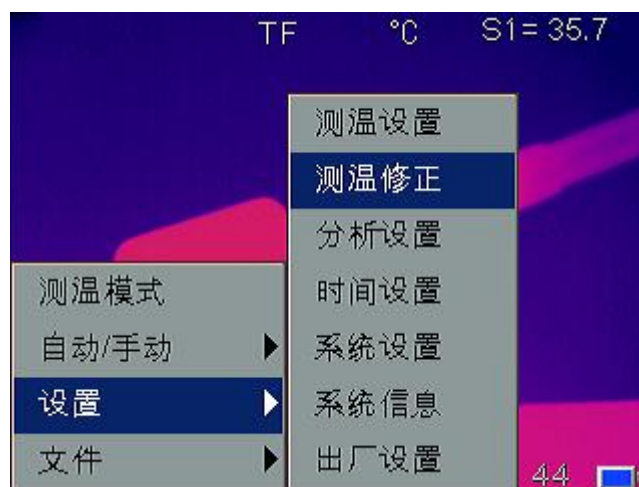 TF °C S1= 35.7
测温设置
测温修正
分析设置
时间设置
系统设置
系统信息
出厂设置
测温模式
自动/手动
设置
文件
44